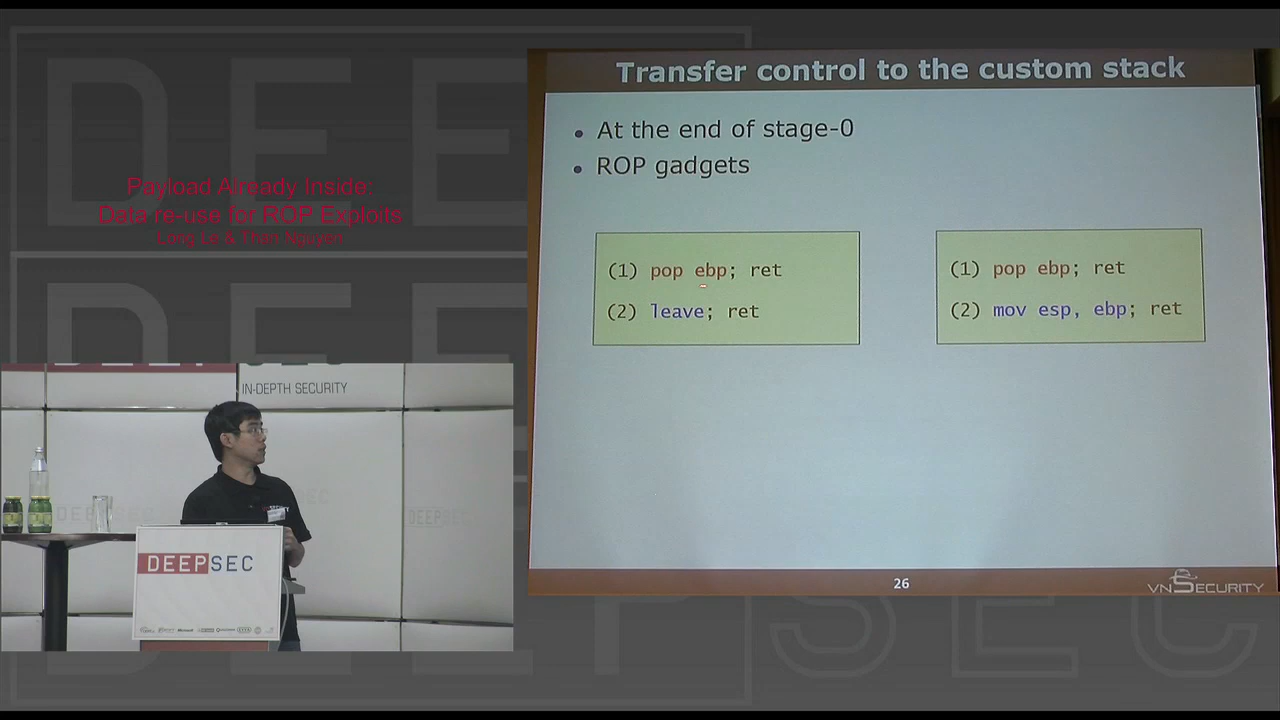 Payload Already Inside:
Data re-use for ROP Exploits
Long Le & Thanh Nguyen
Transfer control to the custom stack
• At the end of stage-0
• ROP gadgets
(1) pop ebp; ret
(2) leave; ret
(1) pop ebp; ret
(2) mov esp, ebp; ret
26
VNSECURITY
IN-DEPTH SECURITY
DEEPSEC
DEEPSEC